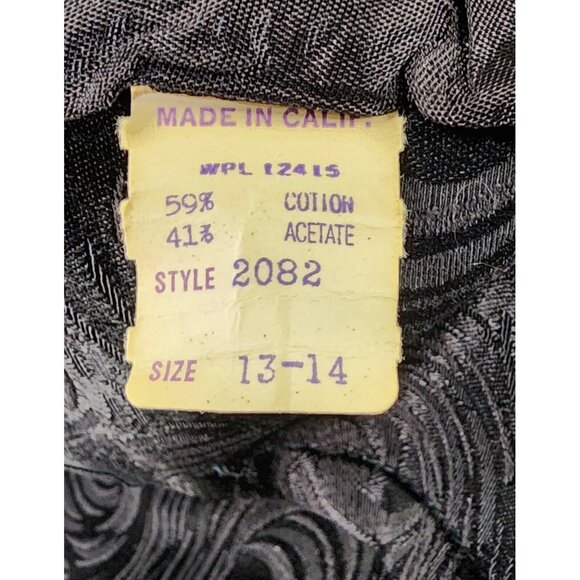 MADE IN CALIF.
WPL 12415
59% COTTON
41% ACETATE
STYLE 2082
SIZE 13-14